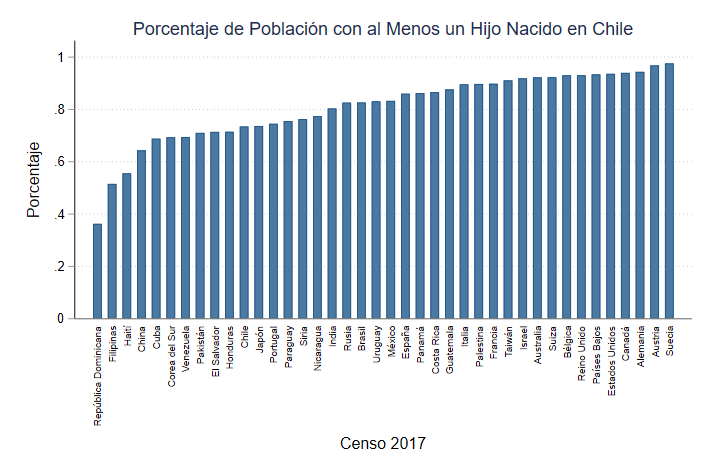 Porcentaje de Población con al Menos un Hijo Nacido en Chile
Porcentaje
1
.8
.6
.4
.2
0
República Dominicana
Filipinas
Haití
China
Cuba
Corea del Sur
Venezuela
Pakistán
El Salvador
Honduras
Chile
Japón
Portugal
Paraguay
Siria
Nicaragua
India
Rusia
Brasil
Uruguay
México
España
Panamá
Costa Rica
Guatemala
Italia
Palestina
Francia
Taiwán
Israel
Australia
Suiza
Bélgica
Reino Unido
Países Bajos
Estados Unidos
Canadá
Alemania
Austria
Suecia
Censo 2017